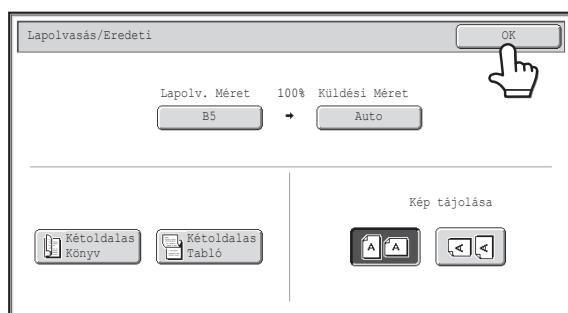 Lapolvasás/Eredeti
OK
Lapolv. Méret 100% Küldési Méret
B5 Auto
Kép tájolása
Kétoldalas
Könyv
Kétoldalas
Tabló
A A
A A